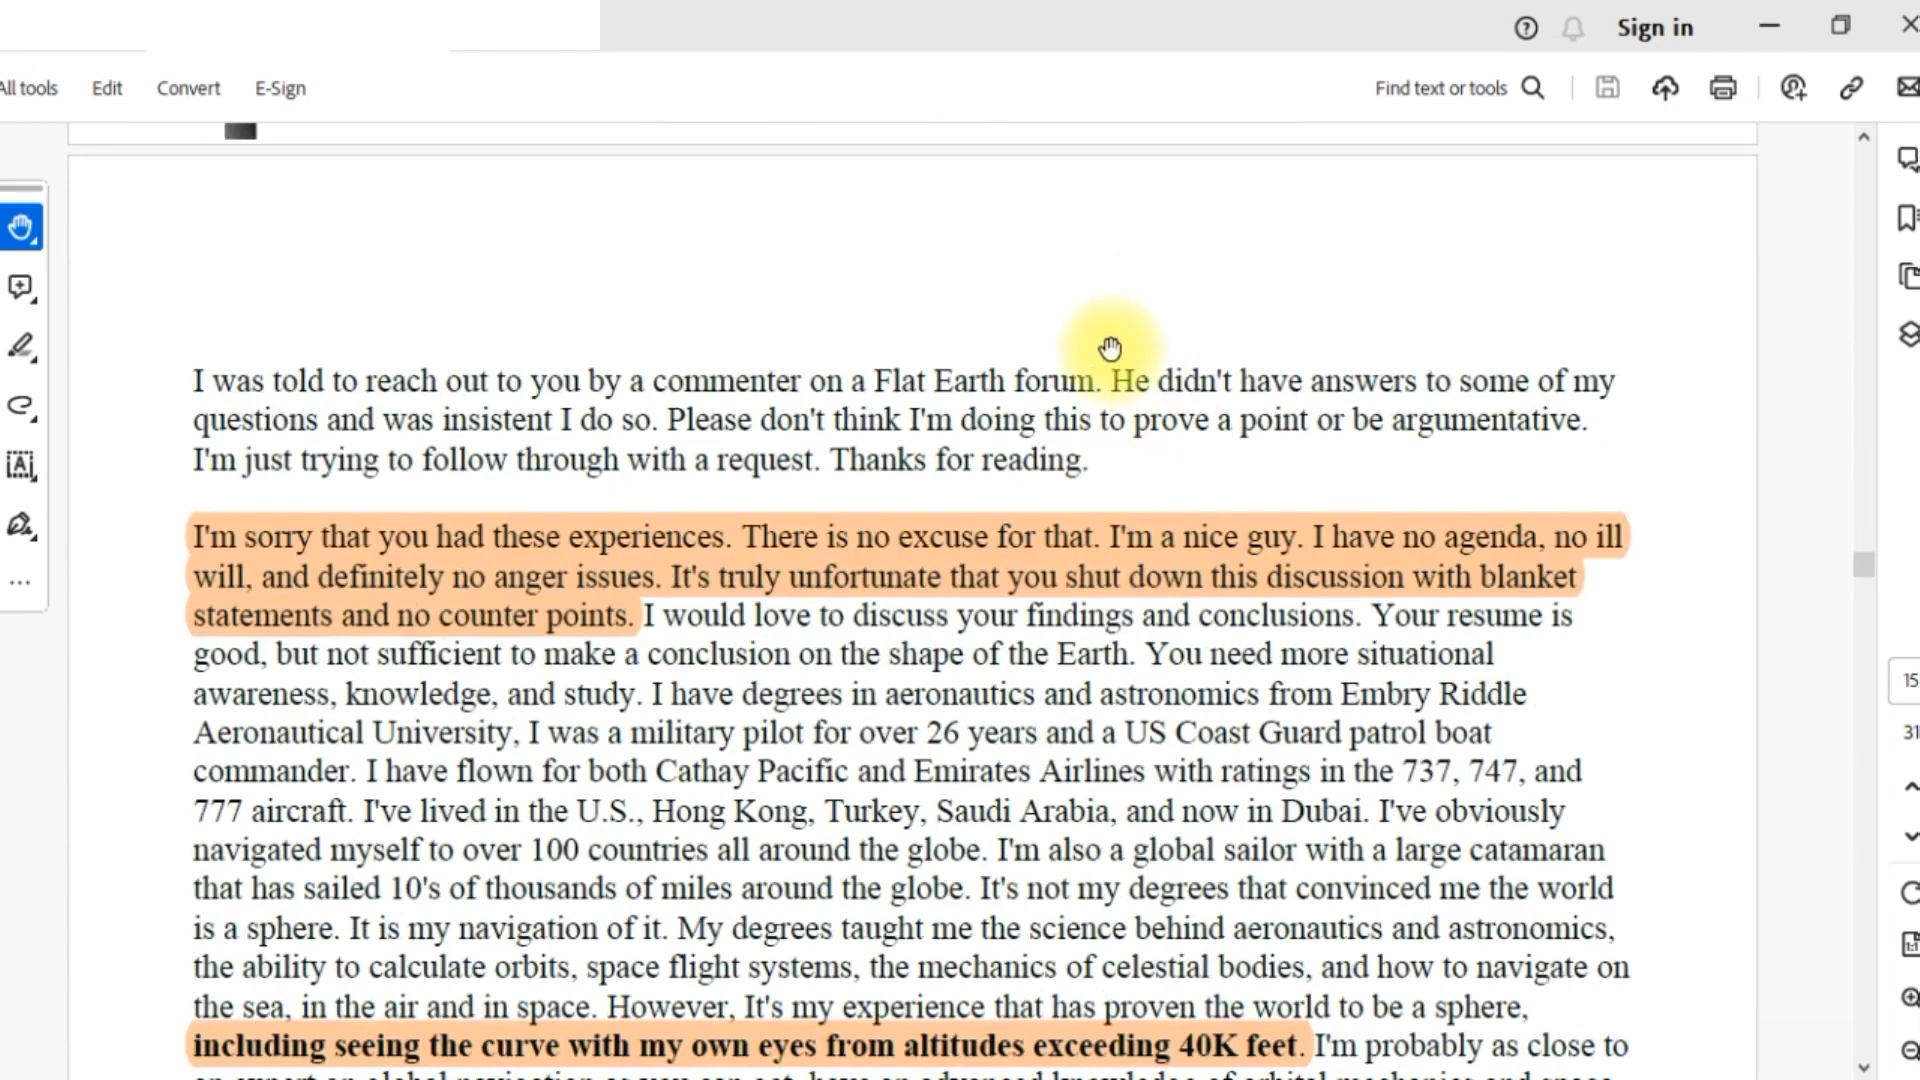 Sign in
All tools Edit Convert E-Sign Find text or tools
I was told to reach out to you by a commenter on a Flat Earth forum. He didn't have answers to some of my
questions and was insistent I do so. Please don't think I'm doing this to prove a point or be argumentative.
I'm just trying to follow through with a request. Thanks for reading.
I'm sorry that you had these experiences. There is no excuse for that. I'm a nice guy. I have no agenda, no ill
will, and definitely no anger issues. It's truly unfortunate that you shut down this discussion with blanket
statements and no counter points. I would love to discuss your findings and conclusions. Your resume is
good, but not sufficient to make a conclusion on the shape of the Earth. You need more situational
awareness, knowledge, and study. I have degrees in aeronautics and astronomics from Embry Riddle
Aeronautical University, I was a military pilot for over 26 years and a US Coast Guard patrol boat
commander. I have flown for both Cathay Pacific and Emirates Airlines with ratings in the 737, 747, and
777 aircraft. I've lived in the U.S., Hong Kong, Turkey, Saudi Arabia, and now in Dubai. I've obviously
navigated myself to over 100 countries all around the globe. I'm also a global sailor with a large catamaran
that has sailed 10's of thousands of miles around the globe. It's not my degrees that convinced me the world
is a sphere. It is my navigation of it. My degrees taught me the science behind aeronautics and astronomics,
the ability to calculate orbits, space flight systems, the mechanics of celestial bodies, and how to navigate on
the sea, in the air and in space. However, It's my experience that has proven the world to be a sphere,
including seeing the curve with my own eyes from altitudes exceeding 40K feet. I'm probably as close to